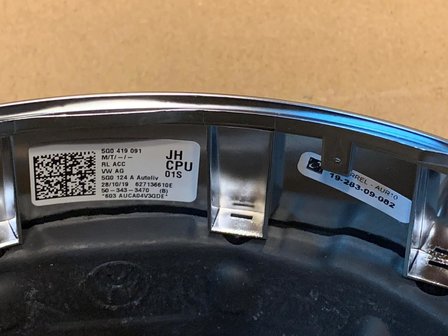 5G0 419 091
M/T/-/-
RL ACC
VW AG
5G0 124 A Autoliv
28/10/19 627136610E
50-343-3470 (B)
*603 AUCA04V3GDE*
JH
CPU
01S
19-283-09-082